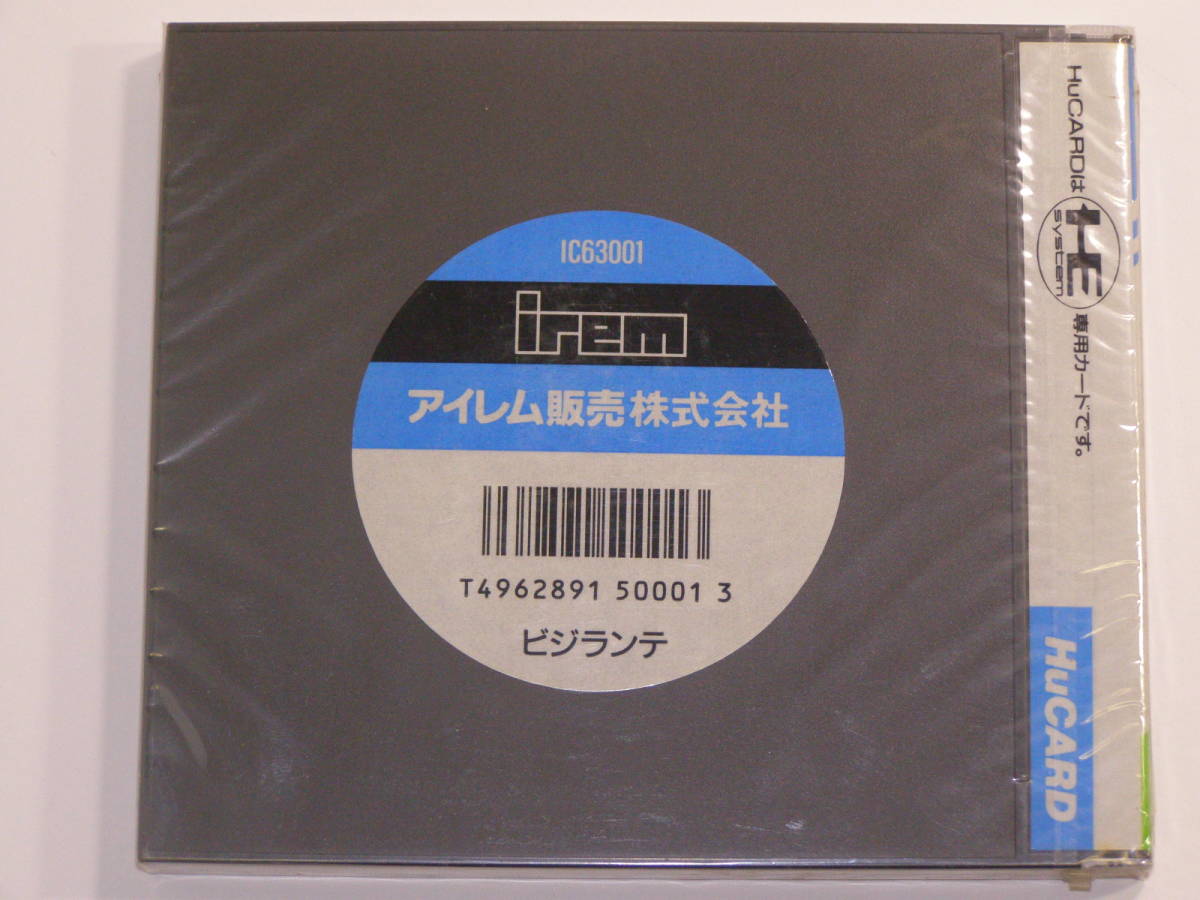 IC63001
irem
アイレム販売株式会社
T4962891 50001 3
ビジランテ
HuCARDは HE system 専用カードです。
HuCARD